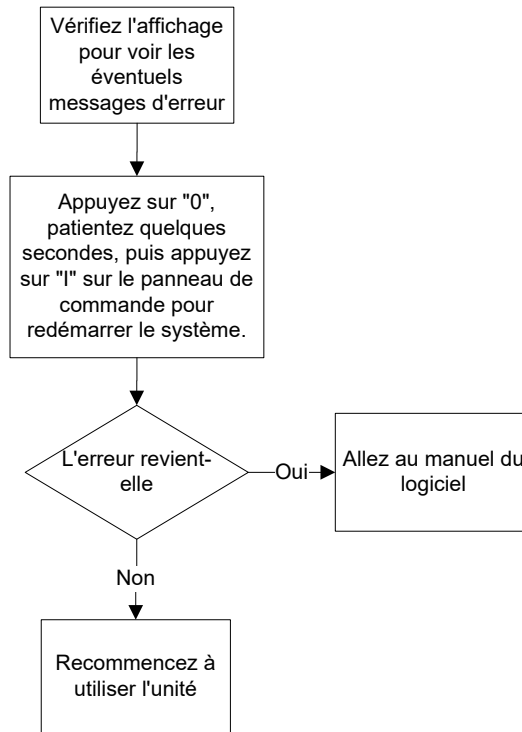 Vérifiez l'affichage
pour voir les
éventuels
messages d'erreur
Appuyez sur "0",
patientez quelques
secondes, puis appuyez
sur "I" sur le panneau de
commande pour
redémarrer le système.
L'erreur revient-
elle
Oui
Allez au manuel du
logiciel
Non
Recommencez à
utiliser l'unité